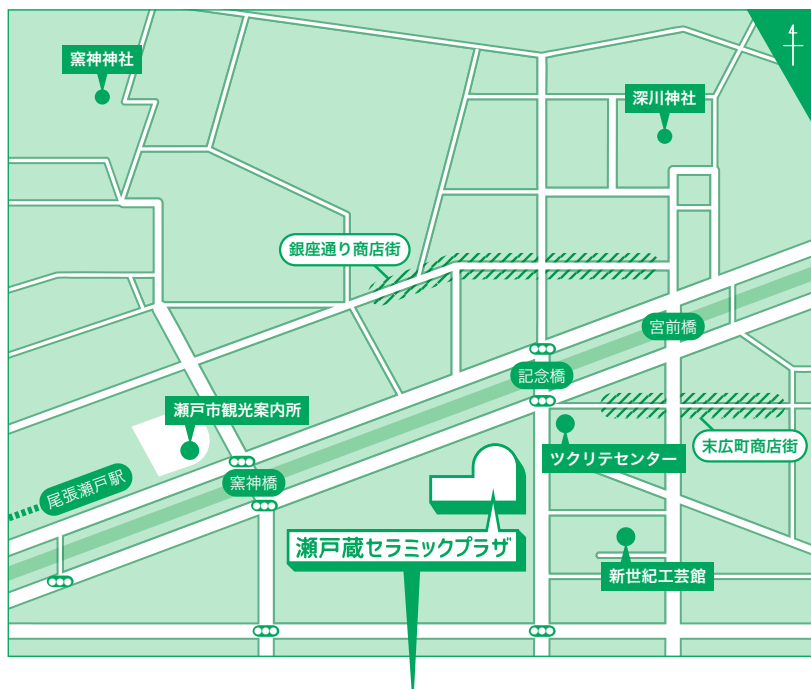 窯神神社
深川神社
銀座通り商店街
宮前橋
記念橋
瀬戸市観光案内所
末広町商店街
ツクリテセンター
尾張瀬戸駅
窯神橋
瀬戸蔵セラミックプラザ
新世紀工芸館